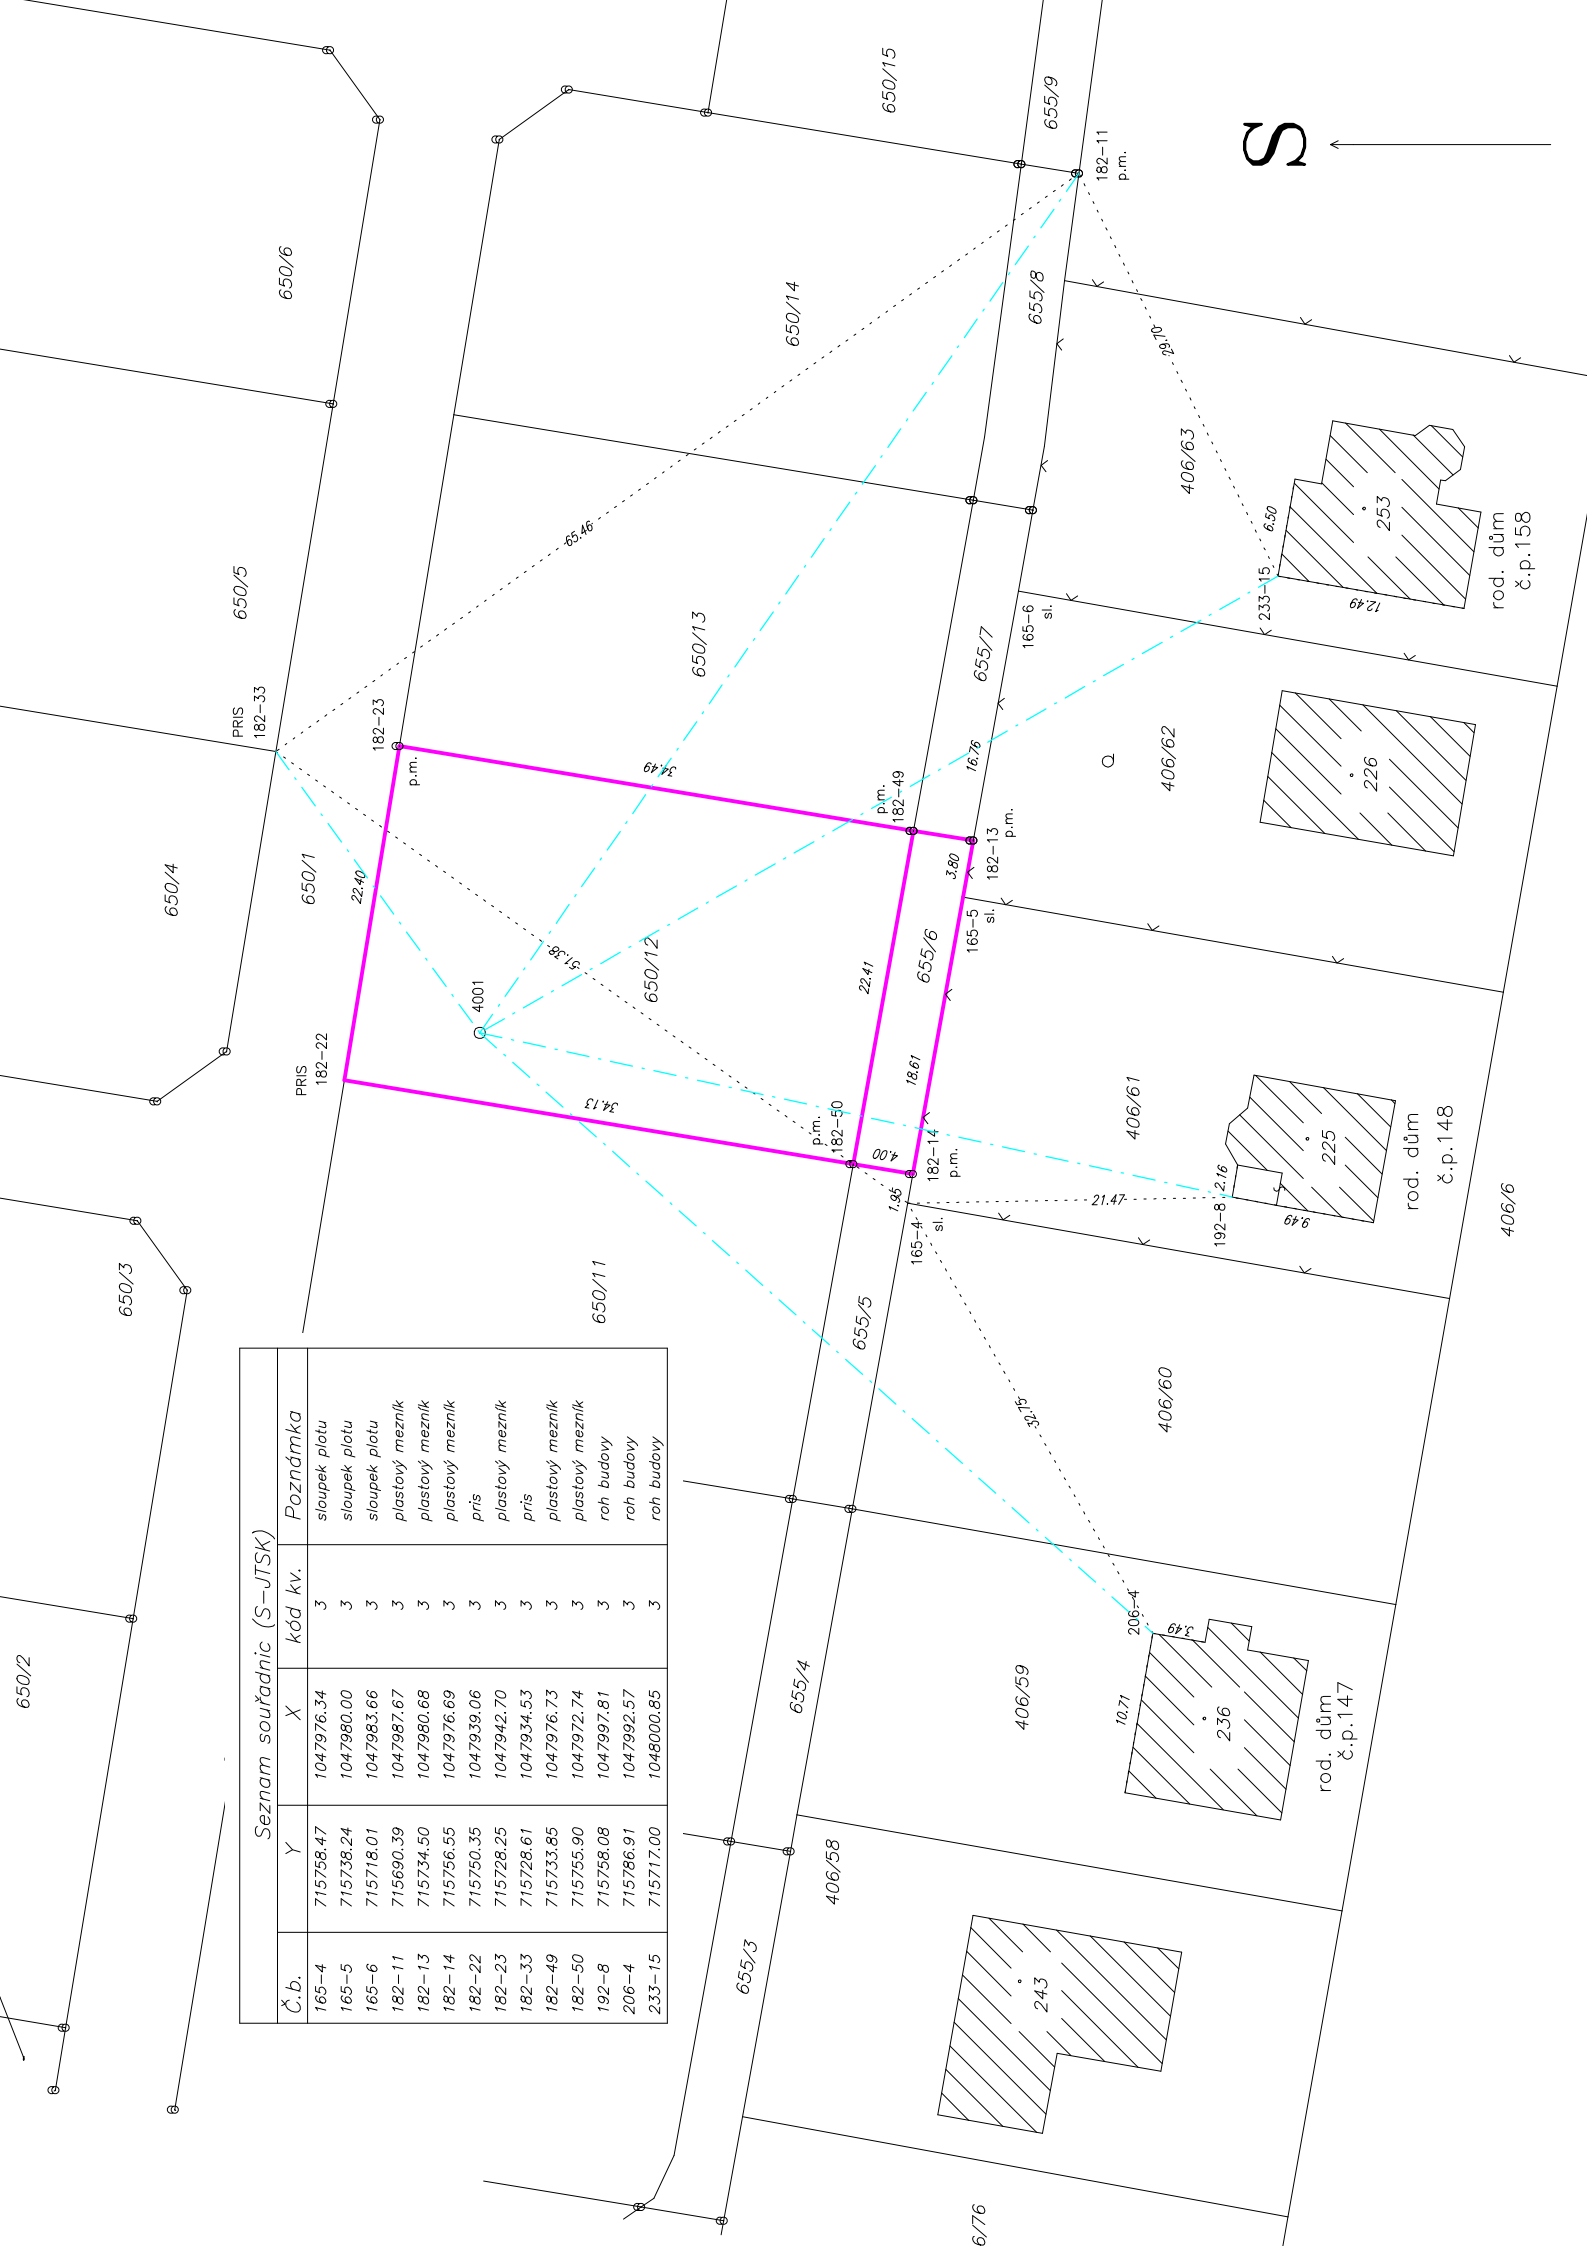 Seznam souřadnic (S-JTSK)
Č.b. Y X kód kv. Poznámka
165-4 715758.47 1047976.34 3 sloupek plotu
165-5 715738.24 1047980.00 3 sloupek plotu
165-6 715718.01 1047983.66 3 sloupek plotu
182-11 715690.39 1047987.67 3 plastový mezník
182-13 715734.50 1047980.68 3 plastový mezník
182-14 715756.55 1047976.69 3 plastový mezník
182-22 715750.35 1047939.06 3 pris
182-23 715728.25 1047942.70 3 plastový mezník
182-33 715728.61 1047934.53 3 pris
182-49 715733.85 1047976.73 3 plastový mezník
182-50 715755.90 1047972.74 3 plastový mezník
192-8 715758.08 1047997.81 3 roh budovy
206-4 715786.91 1047992.57 3 roh budovy
233-15 715717.00 1048000.85 3 roh budovy
650/2
650/3
650/4
650/5
650/6
650/1
650/11
650/12
650/13
650/14
650/15
PRIS
182-33
PRIS
182-22
182-23
p.m.
4001
22.40
34.49
34.13
51.38
65.46
22.41
p.m.
182-49
p.m.
182-50
4.00
3.80
18.61
16.76
182-13
p.m.
182-14
p.m.
182-11
p.m.
165-4
sl.
165-5
sl.
165-6
sl.
1.95
655/3
655/4
655/5
655/6
655/7
655/8
655/9
S
406/58
406/59
406/60
406/61
406/62
406/63
406/6
6/76
21.47
32.75
29.70
192-8
2.16
9.49
206-4
3.49
10.71
233-15
6.50
12.49
243
236
rod. dům
č.p.147
225
rod. dům
č.p.148
226
253
rod. dům
č.p.158